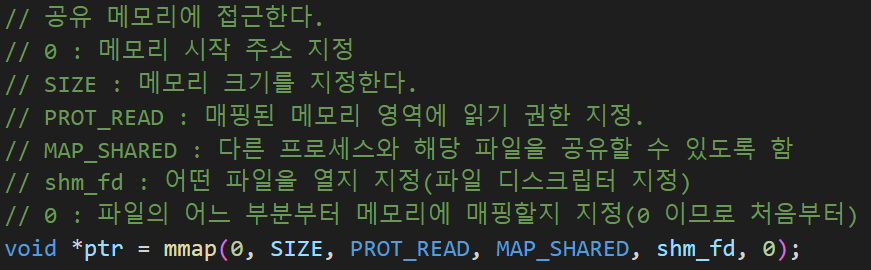 // 공유 메모리에 접근한다.
// 0 : 메모리 시작 주소 지정
// SIZE : 메모리 크기를 지정한다.
// PROT_READ : 매핑된 메모리 영역에 읽기 권한 지정.
// MAP_SHARED : 다른 프로세스와 해당 파일을 공유할 수 있도록 함
// shm_fd : 어떤 파일을 열지 지정(파일 디스크립터 지정)
// 0 : 파일의 어느 부분부터 메모리에 매핑할지 지정(0 이므로 처음부터)
void *ptr = mmap(0, SIZE, PROT_READ, MAP_SHARED, shm_fd, 0);